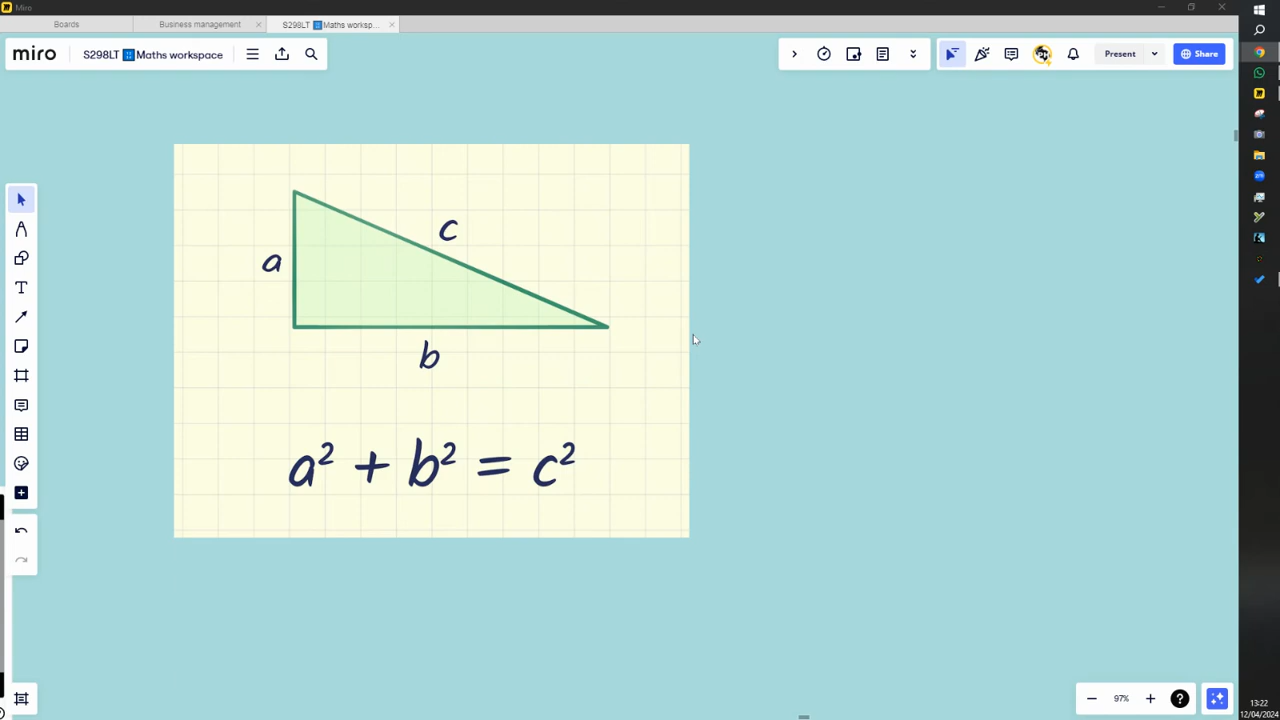 Miro
Boards
Business management
S298LT Maths worksp...
miro
S298LT Maths workspace
Present
Share
a
c
b
a² + b² = c²
97%
13:22
12/04/2024